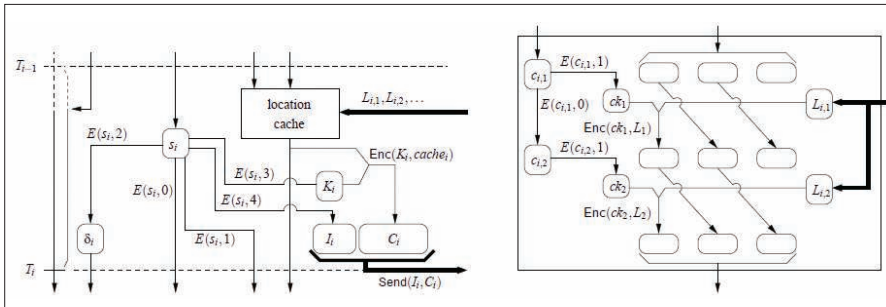 T_{i−1}
L_{i,1}, L_{i,2}, ...
location
cache
E(s_i, 2)
s_i
Enc(K_i, cache_i)
E(s_i, 3)
K_i
E(s_i, 0)
E(s_i, 4)
E(s_i, 1)
δ_i
I_i
C_i
T_i
Send(I_i, C_i)
E(c_{i,1}, 1)
c_{i,1}
ck_1
L_{i,1}
E(c_{i,1}, 0)
Enc(ck_1, L_1)
E(c_{i,2}, 1)
c_{i,2}
ck_2
L_{i,2}
Enc(ck_2, L_2)